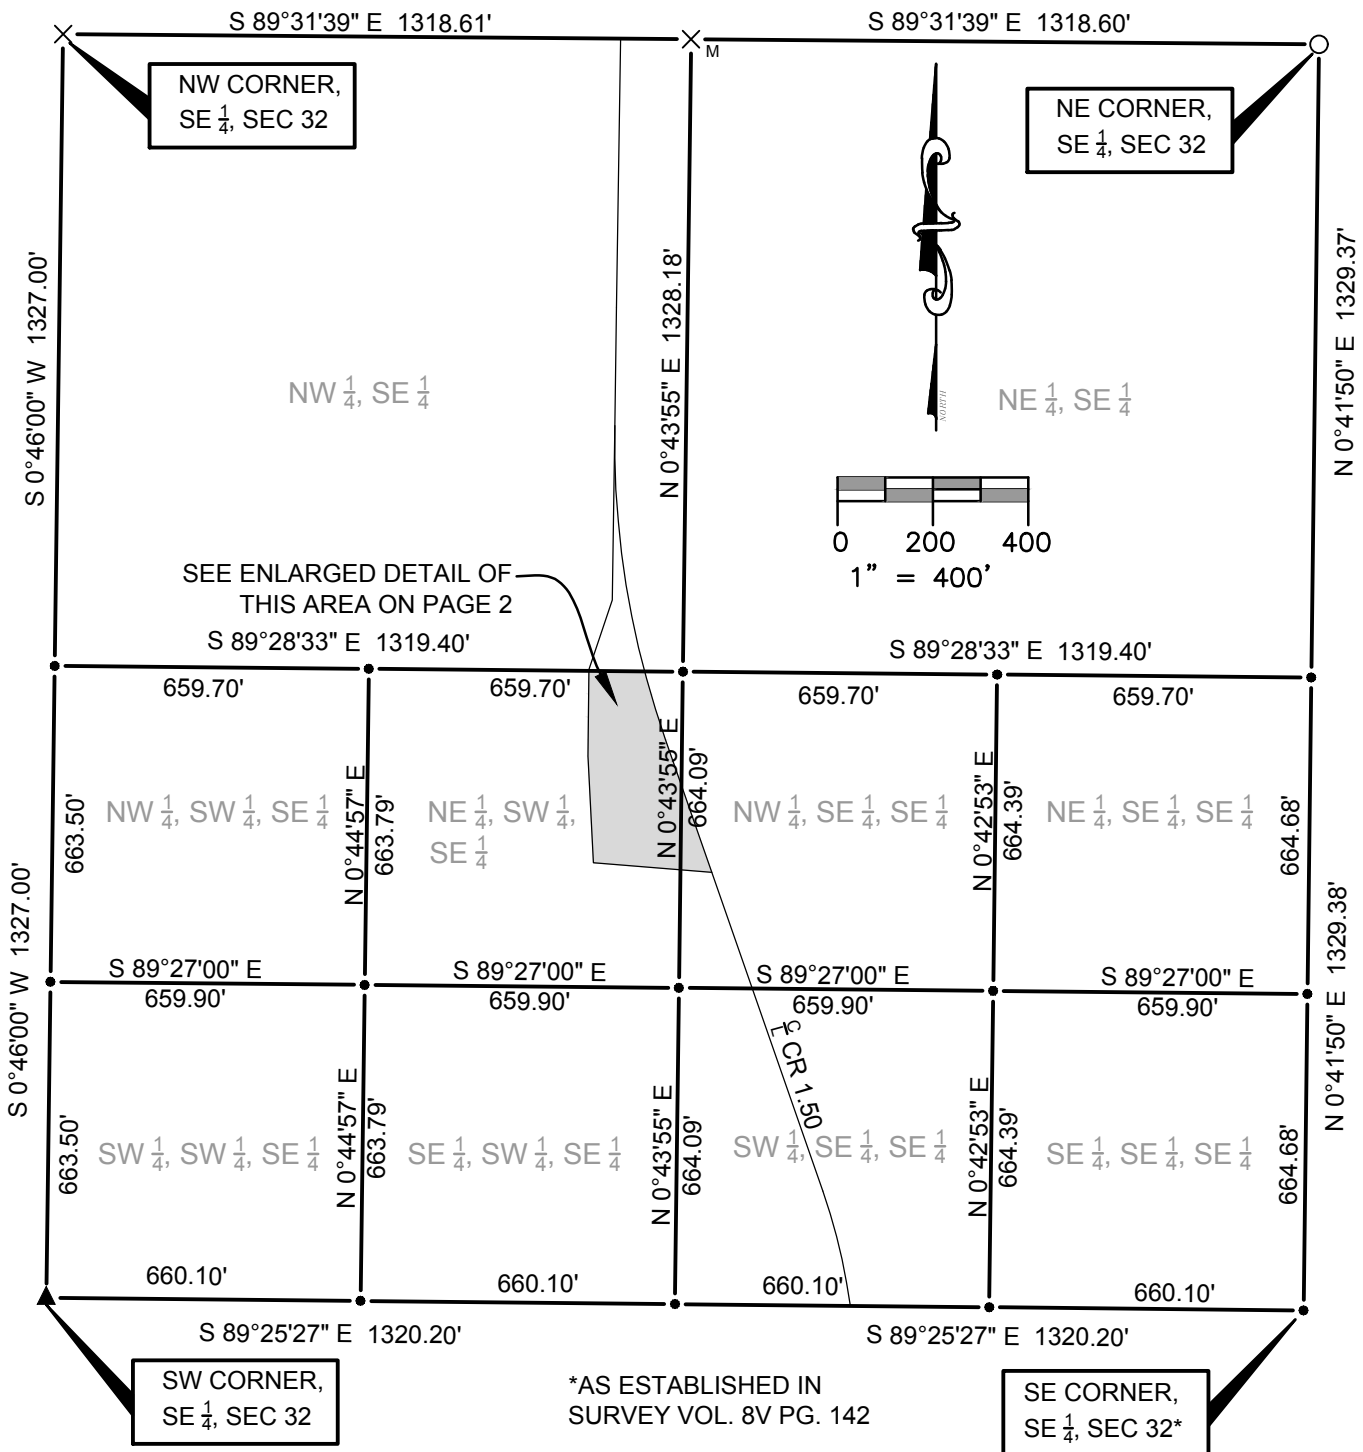 S 89°31'39" E 1318.61'
S 89°31'39" E 1318.60'
M
NW CORNER,
SE 1/4, SEC 32
NE CORNER,
SE 1/4, SEC 32
S 0°46'00" W 1327.00'
N 0°43'55" E 1328.18'
N 0°41'50" E 1329.37'
NORTH
NW 1/4, SE 1/4
NE 1/4, SE 1/4
0 200 400
1" = 400'
SEE ENLARGED DETAIL OF
THIS AREA ON PAGE 2
S 89°28'33" E 1319.40'
S 89°28'33" E 1319.40'
659.70'
659.70'
659.70'
659.70'
663.50'
N 0°44'57" E
663.79'
N 0°43'55" E
664.09'
N 0°42'53" E
664.39'
664.68'
NW 1/4, SW 1/4, SE 1/4
NE 1/4, SW 1/4,
SE 1/4
NW 1/4, SE 1/4, SE 1/4
NE 1/4, SE 1/4, SE 1/4
S 0°46'00" W 1327.00'
N 0°41'50" E 1329.38'
S 89°27'00" E
S 89°27'00" E
S 89°27'00" E
S 89°27'00" E
659.90'
659.90'
659.90'
659.90'
CL CR 1.50
663.50'
N 0°44'57" E
663.79'
N 0°43'55" E
664.09'
N 0°42'53" E
664.39'
664.68'
SW 1/4, SW 1/4, SE 1/4
SE 1/4, SW 1/4, SE 1/4
SW 1/4, SE 1/4, SE 1/4
SE 1/4, SE 1/4, SE 1/4
660.10'
660.10'
660.10'
660.10'
S 89°25'27" E 1320.20'
S 89°25'27" E 1320.20'
SW CORNER,
SE 1/4, SEC 32
*AS ESTABLISHED IN
SURVEY VOL. 8V PG. 142
SE CORNER,
SE 1/4, SEC 32*